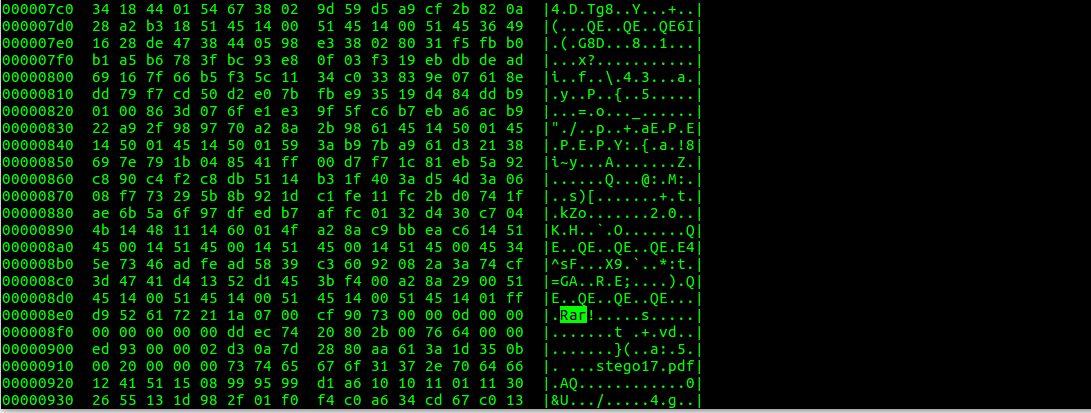 000007c0  34 18 44 01 54 67 38 02  9d 59 d5 a9 cf 2b 82 0a  |4.D.Tg8..Y...+..|
000007d0  28 a2 b3 18 51 45 14 00  51 45 14 00 51 45 36 49  |(...QE..QE..QE6I|
000007e0  16 28 de 47 38 44 05 98  e3 38 02 80 31 f5 fb b0  |.(.G8D...8..1...|
000007f0  b1 a5 b6 78 3f bc 93 e8  0f 03 f3 19 eb db de ad  |...x?...........|
00000800  69 16 7f 66 b5 f3 5c 11  34 c0 33 83 9e 07 61 8e  |i..f..\.4.3...a.|
00000810  dd 79 f7 cd 50 d2 e0 7b  fb e9 35 19 d4 84 dd b9  |.y..P..{..5.....|
00000820  01 00 86 3d 07 6f e1 e3  9f 5f c6 b7 eb a6 ac b9  |...=.o..._......|
00000830  22 a9 2f 98 97 70 a2 8a  2b 98 61 45 14 50 01 45  |"./..p..+.aE.P.E|
00000840  14 50 01 45 14 50 01 59  3a b9 7b a9 61 d3 21 38  |.P.E.P.Y:.{.a.!8|
00000850  69 7e 79 1b 04 85 41 ff  00 d7 f7 1c 81 eb 5a 92  |i~y...A.......Z.|
00000860  c8 90 c4 f2 c8 db 51 14  b3 1f 40 3a d5 4d 3a 06  |......Q...@:.M:.|
00000870  08 f7 73 29 5b 8b 92 1d  c1 fe 11 fc 2b d0 74 1f  |..s)[.......+.t.|
00000880  ae 6b 5a 6f 97 df ed b7  af fc 01 32 d4 30 c7 04  |.kZo.......2.0..|
00000890  4b 14 48 11 14 60 01 4f  a2 8a c9 bb ea c6 14 51  |K.H..`.O.......Q|
000008a0  45 00 14 51 45 00 14 51  45 00 14 51 45 00 45 34  |E..QE..QE..QE.E4|
000008b0  5e 73 46 ad fe ad 58 39  c3 60 92 08 2a 3a 74 cf  |^sF...X9.`..*:t.|
000008c0  3d 47 41 d4 13 52 d1 45  3b f4 00 a2 8a 29 00 51  |=GA..R.E;....).Q|
000008d0  45 14 00 51 45 14 00 51  45 14 00 51 45 14 01 ff  |E..QE..QE..QE...|
000008e0  d9 52 61 72 21 1a 07 00  cf 90 73 00 00 0d 00 00  |.Rar!.....s.....|
000008f0  00 00 00 00 00 dd ec 74  20 80 2b 00 76 64 00 00  |.......t .+.vd..|
00000900  ed 93 00 00 02 d3 0a 7d  28 80 aa 61 3a 1d 35 0b  |.......}(..a:.5.|
00000910  00 20 00 00 00 73 74 65  67 6f 31 37 2e 70 64 66  |. ...stego17.pdf|
00000920  12 41 51 15 08 99 95 99  d1 a6 10 10 11 01 11 30  |.AQ............0|
00000930  26 55 13 1d 98 2f 01 f0  f4 c0 a6 34 cd 67 c0 13  |&U.../.....4.g..|